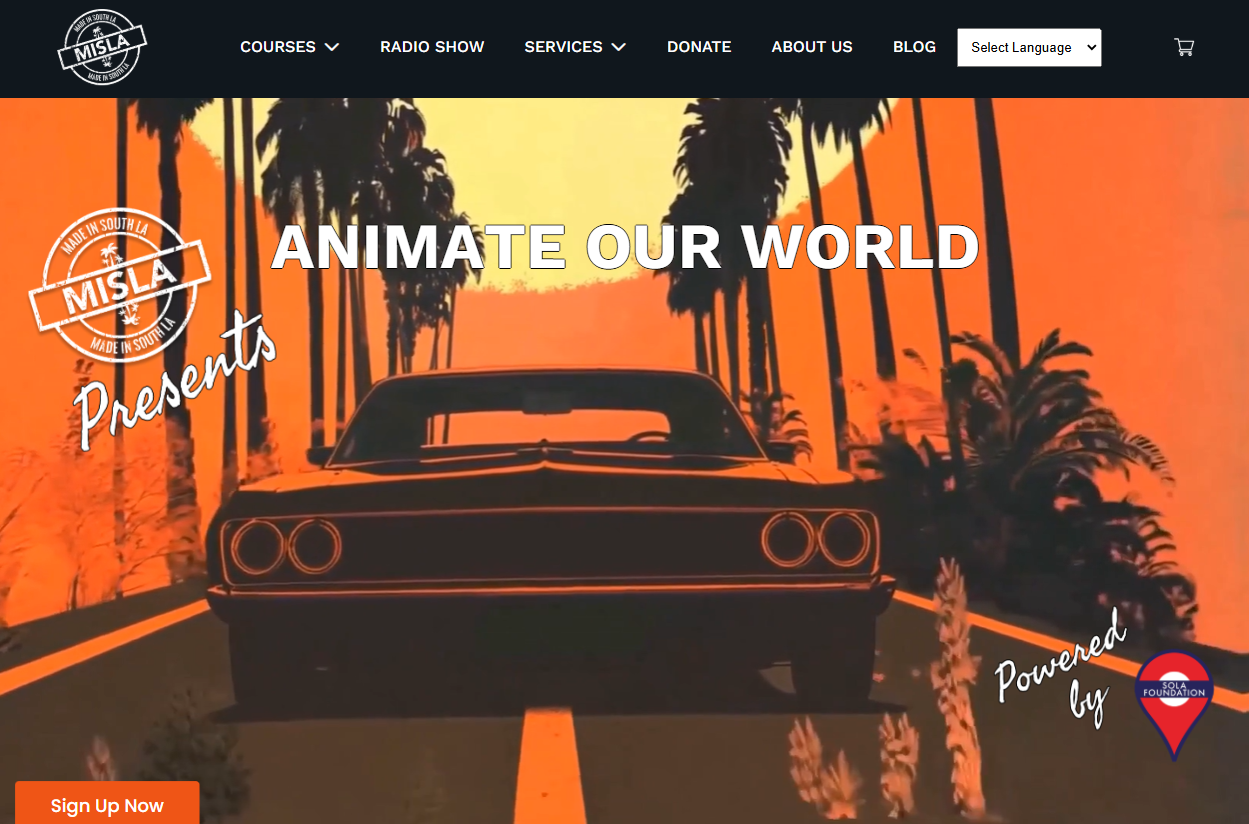 MADE IN SOUTH LA
MISLA
MADE IN SOUTH LA
COURSES
RADIO SHOW
SERVICES
DONATE
ABOUT US
BLOG
Select Language
MADE IN SOUTH LA
MISLA
MADE IN SOUTH LA
Presents
ANIMATE OUR WORLD
Powered
by
SOLA
FOUNDATION
Sign Up Now